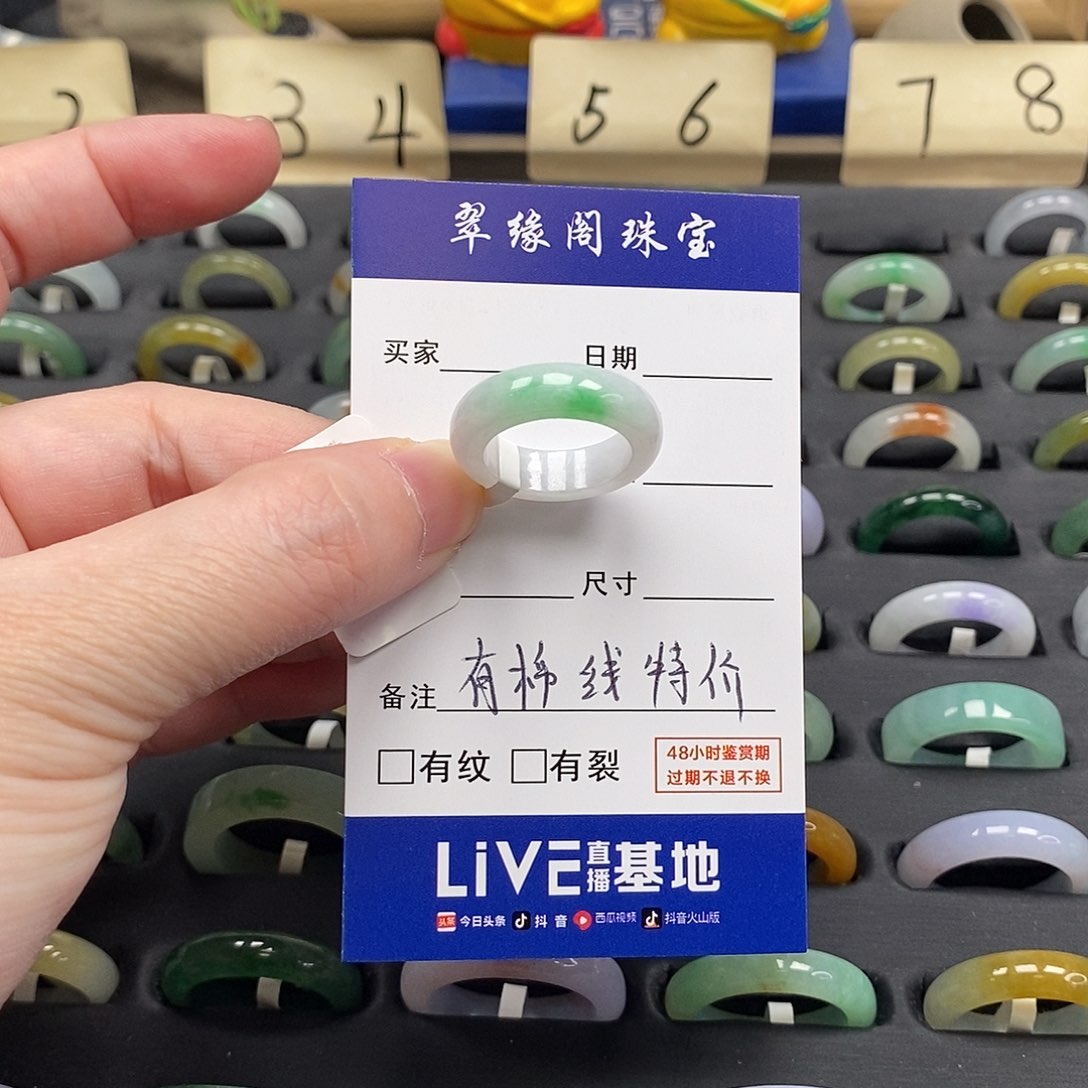 2
3 4
5 6
7 8
翠缘阁珠宝
买家 日期
尺寸
备注 有棉线特价
有纹 有裂
48小时鉴赏期
过期不退不换
LiVE直播基地
头条 今日头条 抖音 西瓜视频 抖音火山版